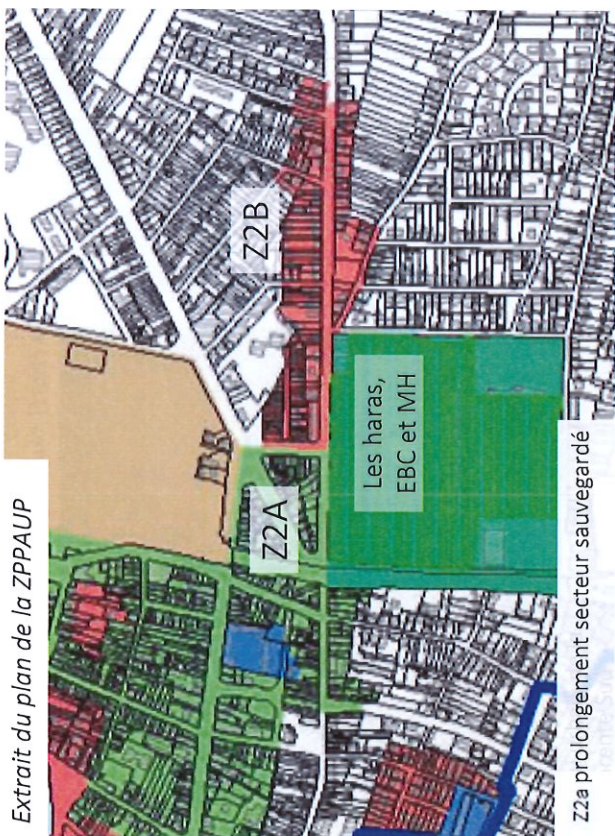 Extrait du plan de la ZPPAUP
Z2B
Z2A
Les haras,
EBC et MH
Z2a prolongement secteur sauvegardé